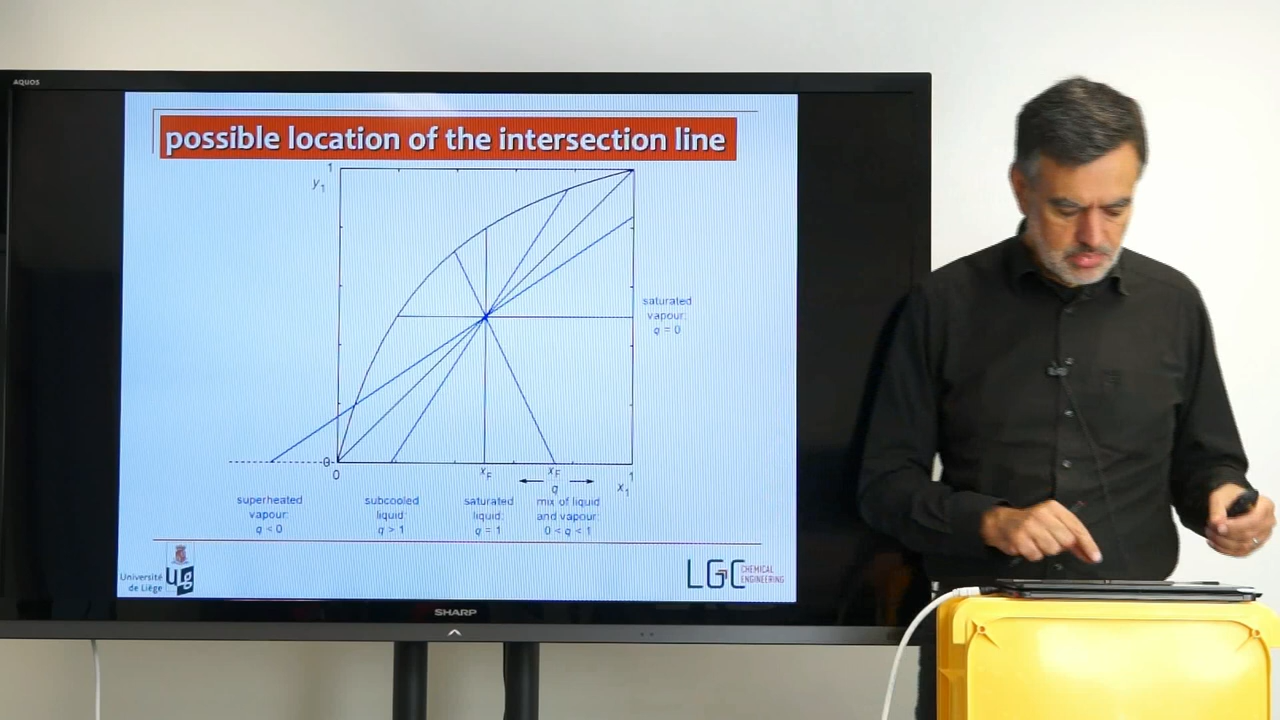 AQUOS
possible location of the intersection line
1
y1
saturated
vapour:
q = 0
0
0
xF
xF
q
1
x1
superheated
vapour:
q < 0
subcooled
liquid:
q > 1
saturated
liquid:
q = 1
mix of liquid
and vapour:
0 < q < 1
Université
de Liège
LGC
CHEMICAL
ENGINEERING
SHARP